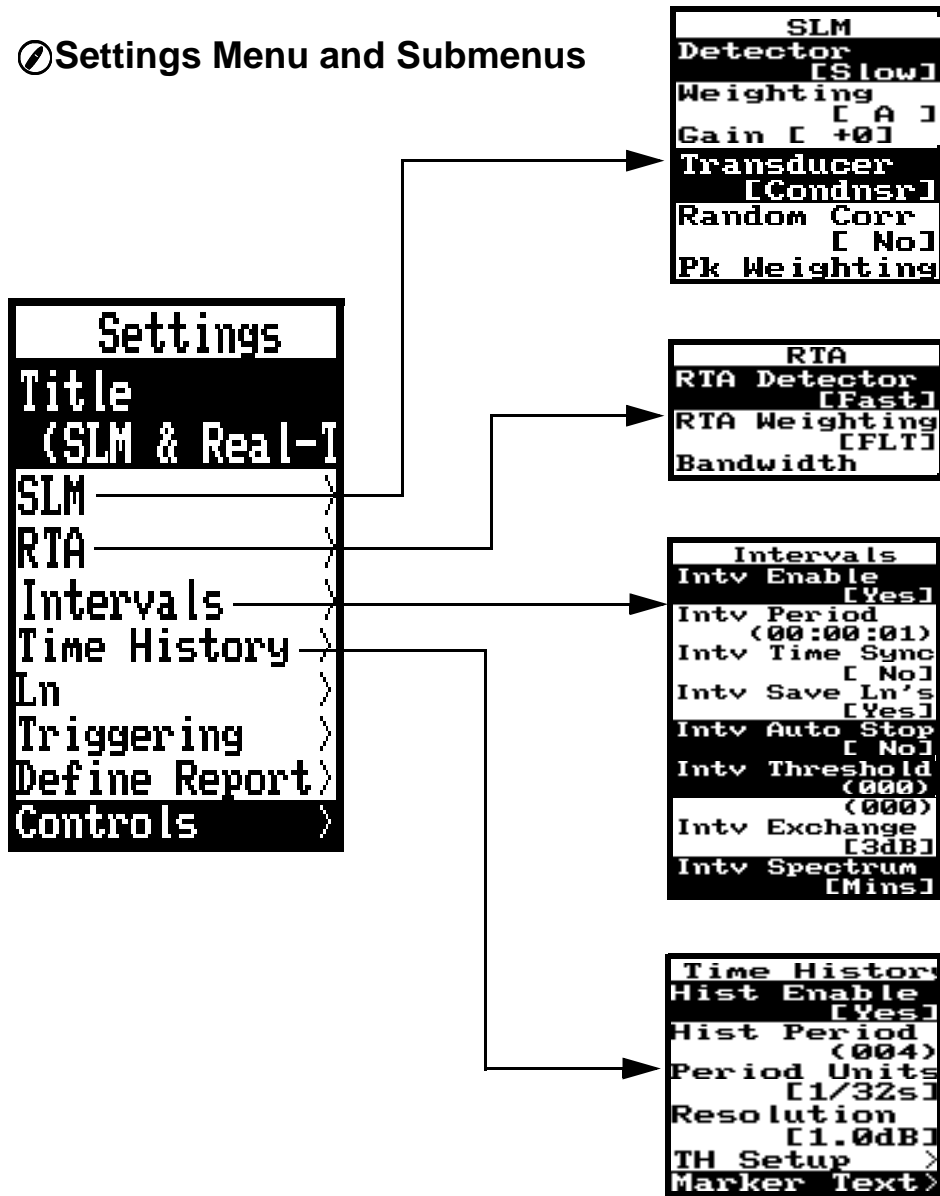 Settings Menu and Submenus
Settings
Title
(SLM & Real-T
SLM >
RTA >
Intervals >
Time History >
Ln >
Triggering >
Define Report>
Controls >
SLM
Detector
[Slow]
Weighting
[ A ]
Gain [ +0]
Transducer
[Condnsr]
Random Corr
[ No]
Pk Weighting
RTA
RTA Detector
[Fast]
RTA Weighting
[FLT]
Bandwidth
Intervals
Intv Enable
[Yes]
Intv Period
(00:00:01)
Intv Time Sync
[ No]
Intv Save Ln's
[Yes]
Intv Auto Stop
[ No]
Intv Threshold
(000)
(000)
Intv Exchange
[3dB]
Intv Spectrum
[Mins]
Time History
Hist Enable
[Yes]
Hist Period
(004)
Period Units
[1/32s]
Resolution
[1.0dB]
TH Setup >
Marker Text>